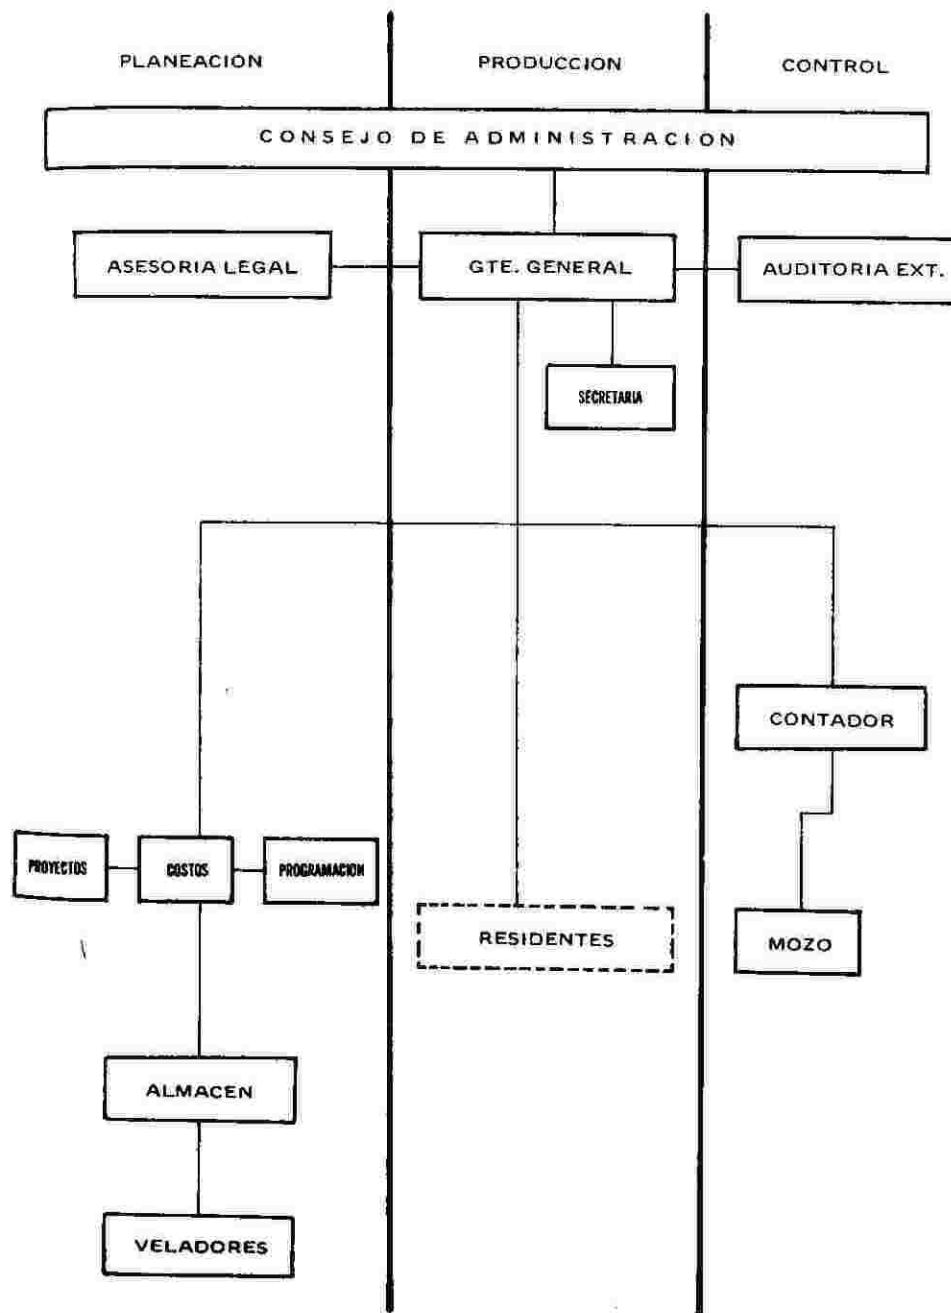 PLANEACION
PRODUCCION
CONTROL
CONSEJO DE ADMINISTRACION
ASESORIA LEGAL
GTE. GENERAL
AUDITORIA EXT.
SECRETARIA
CONTADOR
PROYECTOS
COSTOS
PROGRAMACION
RESIDENTES
MOZO
ALMACEN
VELADORES